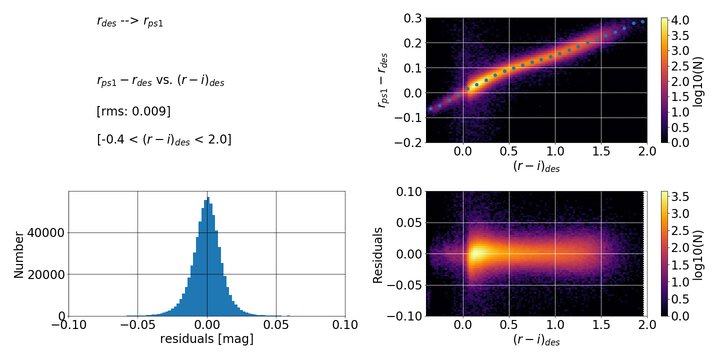 r_des --> r_ps1
r_ps1 − r_des vs. (r − i)_des
[rms: 0.009]
[-0.4 < (r − i)_des < 2.0]
r_ps1 − r_des
0.3
0.2
0.1
0.0
−0.1
−0.2
0.0 0.5 1.0 1.5 2.0
(r − i)_des
4.0
3.5
3.0
2.5
2.0
1.5
1.0
0.5
0.0
log10(N)
Number
40000
20000
0
−0.10 −0.05 0.00 0.05 0.10
residuals [mag]
Residuals
0.10
0.05
0.00
−0.05
−0.10
0.0 0.5 1.0 1.5 2.0
(r − i)_des
3.5
3.0
2.5
2.0
1.5
1.0
0.5
0.0
log10(N)